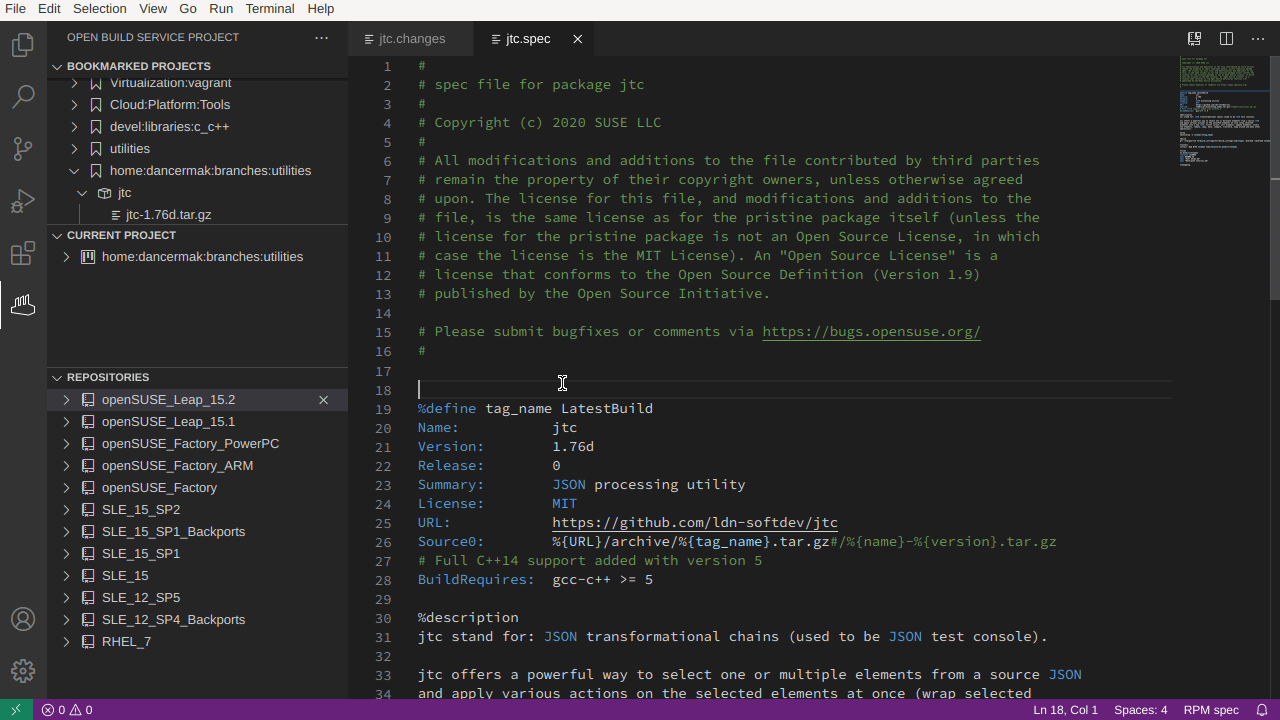 File Edit Selection View Go Run Terminal Help
OPEN BUILD SERVICE PROJECT
BOOKMARKED PROJECTS
Virtualization:vagrant
Cloud:Platform:Tools
devel:libraries:c_c++
utilities
home:dancermak:branches:utilities
jtc
jtc-1.76d.tar.gz
CURRENT PROJECT
home:dancermak:branches:utilities
REPOSITORIES
openSUSE_Leap_15.2
openSUSE_Leap_15.1
openSUSE_Factory_PowerPC
openSUSE_Factory_ARM
openSUSE_Factory
SLE_15_SP2
SLE_15_SP1_Backports
SLE_15_SP1
SLE_15
SLE_12_SP5
SLE_12_SP4_Backports
RHEL_7
jtc.changes jtc.spec
1 #
2 # spec file for package jtc
3 #
4 # Copyright (c) 2020 SUSE LLC
5 #
6 # All modifications and additions to the file contributed by third parties
7 # remain the property of their copyright owners, unless otherwise agreed
8 # upon. The license for this file, and modifications and additions to the
9 # file, is the same license as for the pristine package itself (unless the
10 # license for the pristine package is not an Open Source License, in which
11 # case the license is the MIT License). An "Open Source License" is a
12 # license that conforms to the Open Source Definition (Version 1.9)
13 # published by the Open Source Initiative.
14
15 # Please submit bugfixes or comments via https://bugs.opensuse.org/
16 #
17
18
19 %define tag_name LatestBuild
20 Name: jtc
21 Version: 1.76d
22 Release: 0
23 Summary: JSON processing utility
24 License: MIT
25 URL: https://github.com/ldn-softdev/jtc
26 Source0: %{URL}/archive/%{tag_name}.tar.gz#/%{name}-%{version}.tar.gz
27 # Full C++14 support added with version 5
28 BuildRequires: gcc-c++ >= 5
29
30 %description
31 jtc stand for: JSON transformational chains (used to be JSON test console).
32
33 jtc offers a powerful way to select one or multiple elements from a source JSON
34 and apply various actions on the selected elements at once (wrap selected
0 0 Ln 18, Col 1 Spaces: 4 RPM spec